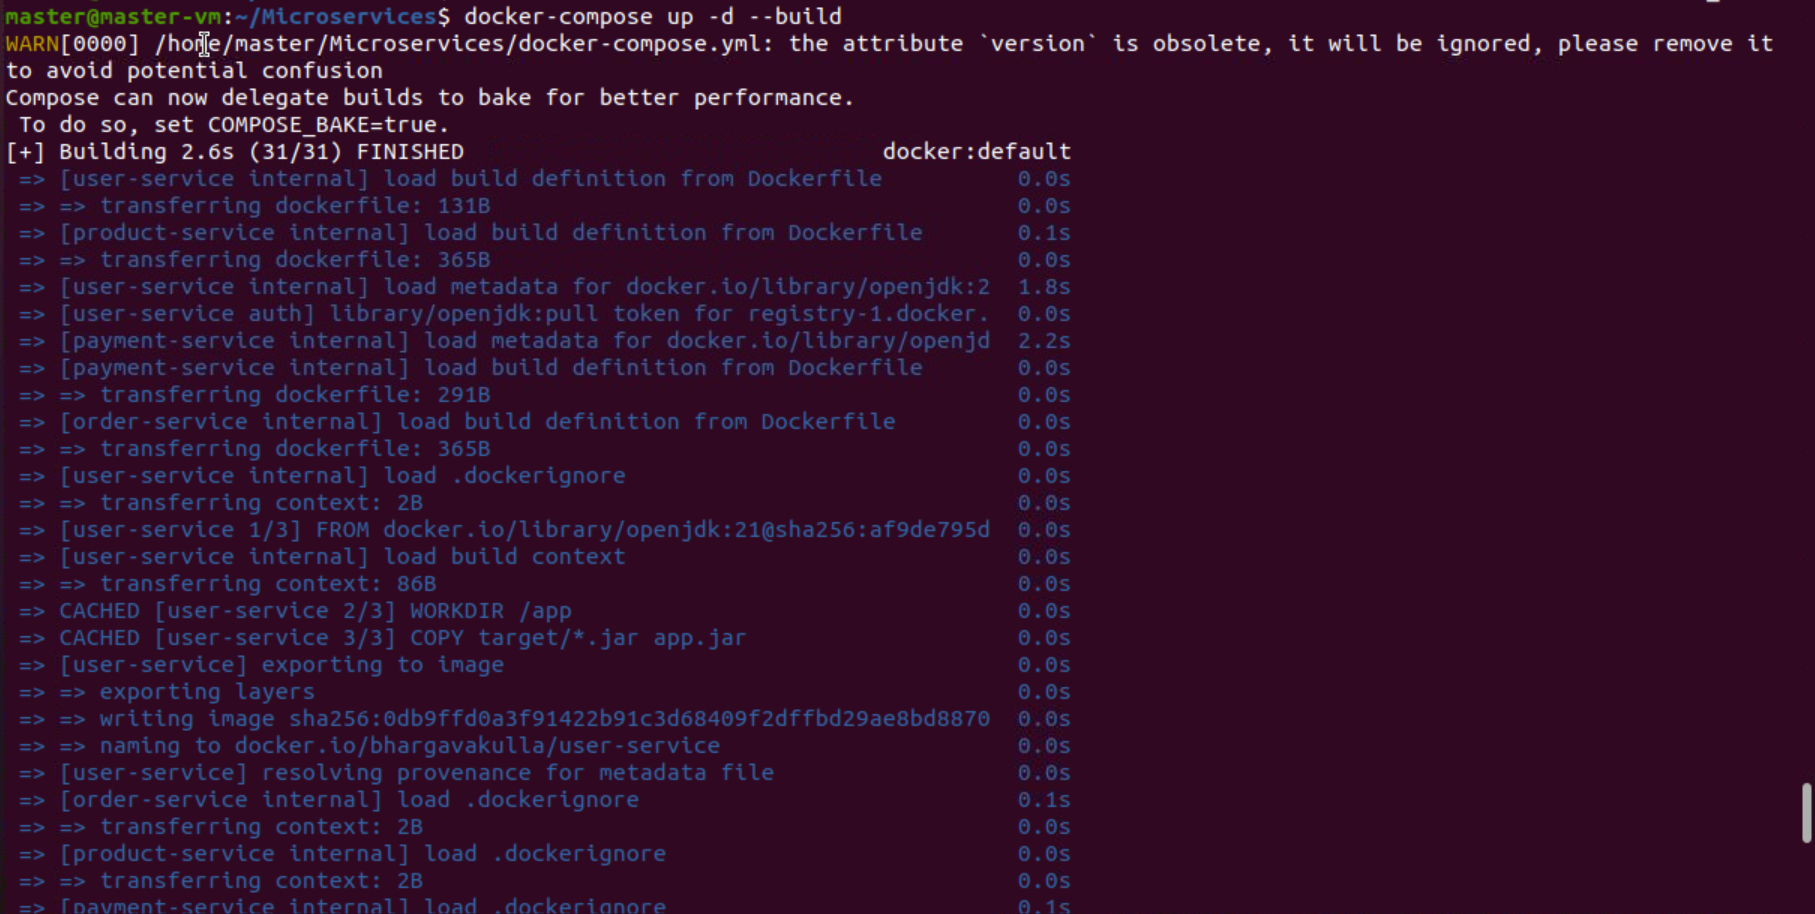 master@master-vm:~/Microservices$ docker-compose up -d --build
WARN[0000] /home/master/Microservices/docker-compose.yml: the attribute `version` is obsolete, it will be ignored, please remove it
to avoid potential confusion
Compose can now delegate builds to bake for better performance.
 To do so, set COMPOSE_BAKE=true.
[+] Building 2.6s (31/31) FINISHED docker:default
 => [user-service internal] load build definition from Dockerfile 0.0s
 => => transferring dockerfile: 131B 0.0s
 => [product-service internal] load build definition from Dockerfile 0.1s
 => => transferring dockerfile: 365B 0.0s
 => [user-service internal] load metadata for docker.io/library/openjdk:2 1.8s
 => [user-service auth] library/openjdk:pull token for registry-1.docker. 0.0s
 => [payment-service internal] load metadata for docker.io/library/openjd 2.2s
 => [payment-service internal] load build definition from Dockerfile 0.0s
 => => transferring dockerfile: 291B 0.0s
 => [order-service internal] load build definition from Dockerfile 0.0s
 => => transferring dockerfile: 365B 0.0s
 => [user-service internal] load .dockerignore 0.0s
 => => transferring context: 2B 0.0s
 => [user-service 1/3] FROM docker.io/library/openjdk:21@sha256:af9de795d 0.0s
 => [user-service internal] load build context 0.0s
 => => transferring context: 86B 0.0s
 => CACHED [user-service 2/3] WORKDIR /app 0.0s
 => CACHED [user-service 3/3] COPY target/*.jar app.jar 0.0s
 => [user-service] exporting to image 0.0s
 => => exporting layers 0.0s
 => => writing image sha256:0db9ffd0a3f91422b91c3d68409f2dffbd29ae8bd8870 0.0s
 => => naming to docker.io/bhargavakulla/user-service 0.0s
 => [user-service] resolving provenance for metadata file 0.0s
 => [order-service internal] load .dockerignore 0.1s
 => => transferring context: 2B 0.0s
 => [product-service internal] load .dockerignore 0.0s
 => => transferring context: 2B 0.0s
 => [payment-service internal] load .dockerignore 0.1s